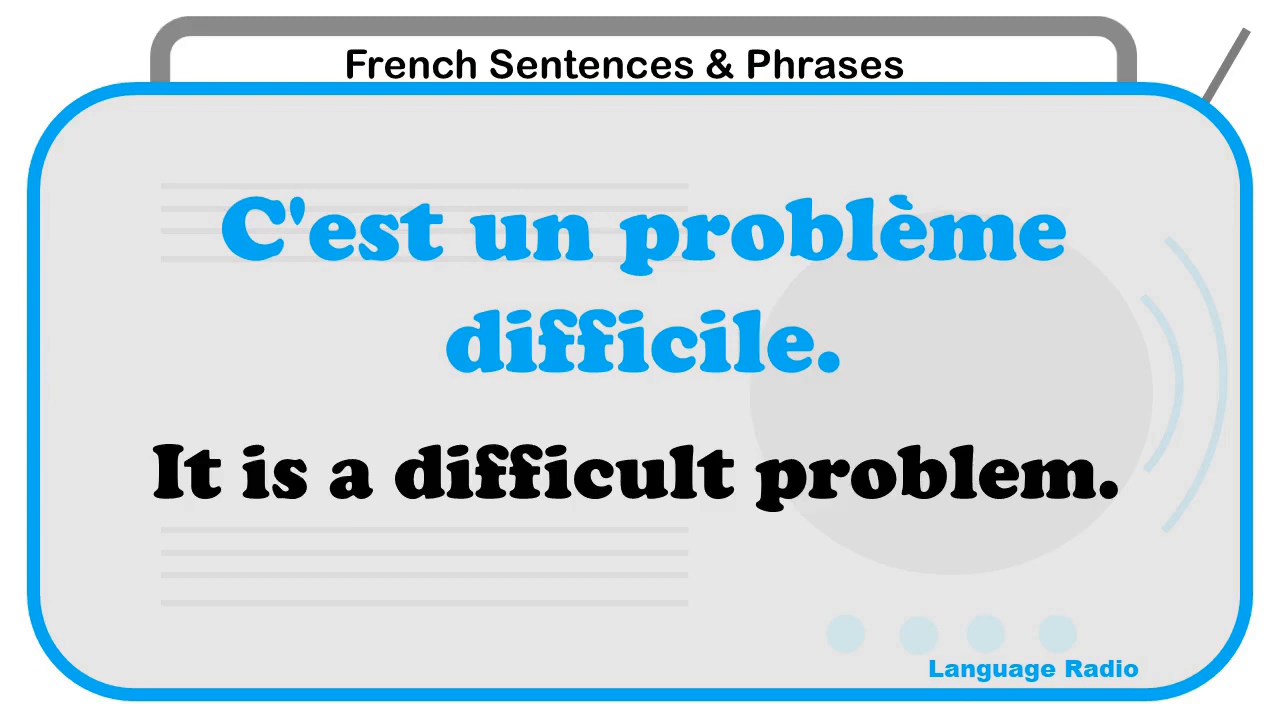 French Sentences & Phrases
C'est un problème
difficile.
It is a difficult problem.
Language Radio